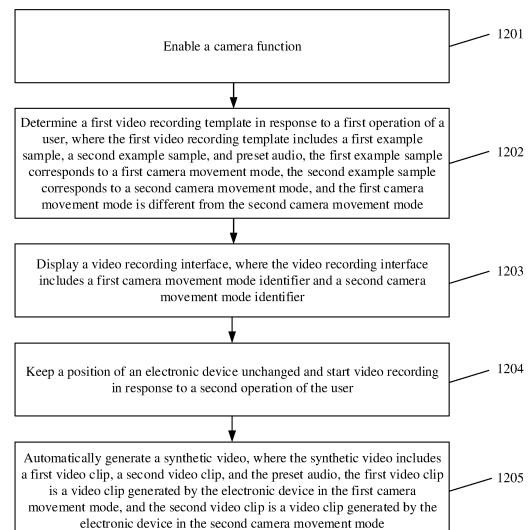 Enable a camera function
1201
Determine a first video recording template in response to a first operation of a
user, where the first video recording template includes a first example
sample, a second example sample, and preset audio, the first example sample
corresponds to a first camera movement mode, the second example sample
corresponds to a second camera movement mode, and the first camera
movement mode is different from the second camera movement mode
1202
Display a video recording interface, where the video recording interface
includes a first camera movement mode identifier and a second camera
movement mode identifier
1203
Keep a position of an electronic device unchanged and start video recording
in response to a second operation of the user
1204
Automatically generate a synthetic video, where the synthetic video includes
a first video clip, a second video clip, and the preset audio, the first video clip
is a video clip generated by the electronic device in the first camera
movement mode, and the second video clip is a video clip generated by the
electronic device in the second camera movement mode
1205